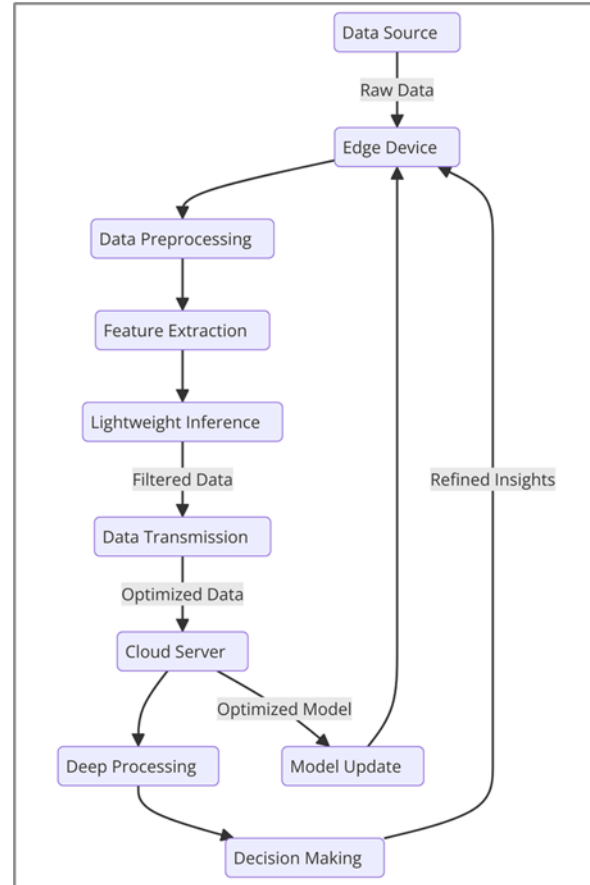 Data Source
Raw Data
Edge Device
Data Preprocessing
Feature Extraction
Lightweight Inference
Filtered Data
Refined Insights
Data Transmission
Optimized Data
Cloud Server
Optimized Model
Deep Processing
Model Update
Decision Making